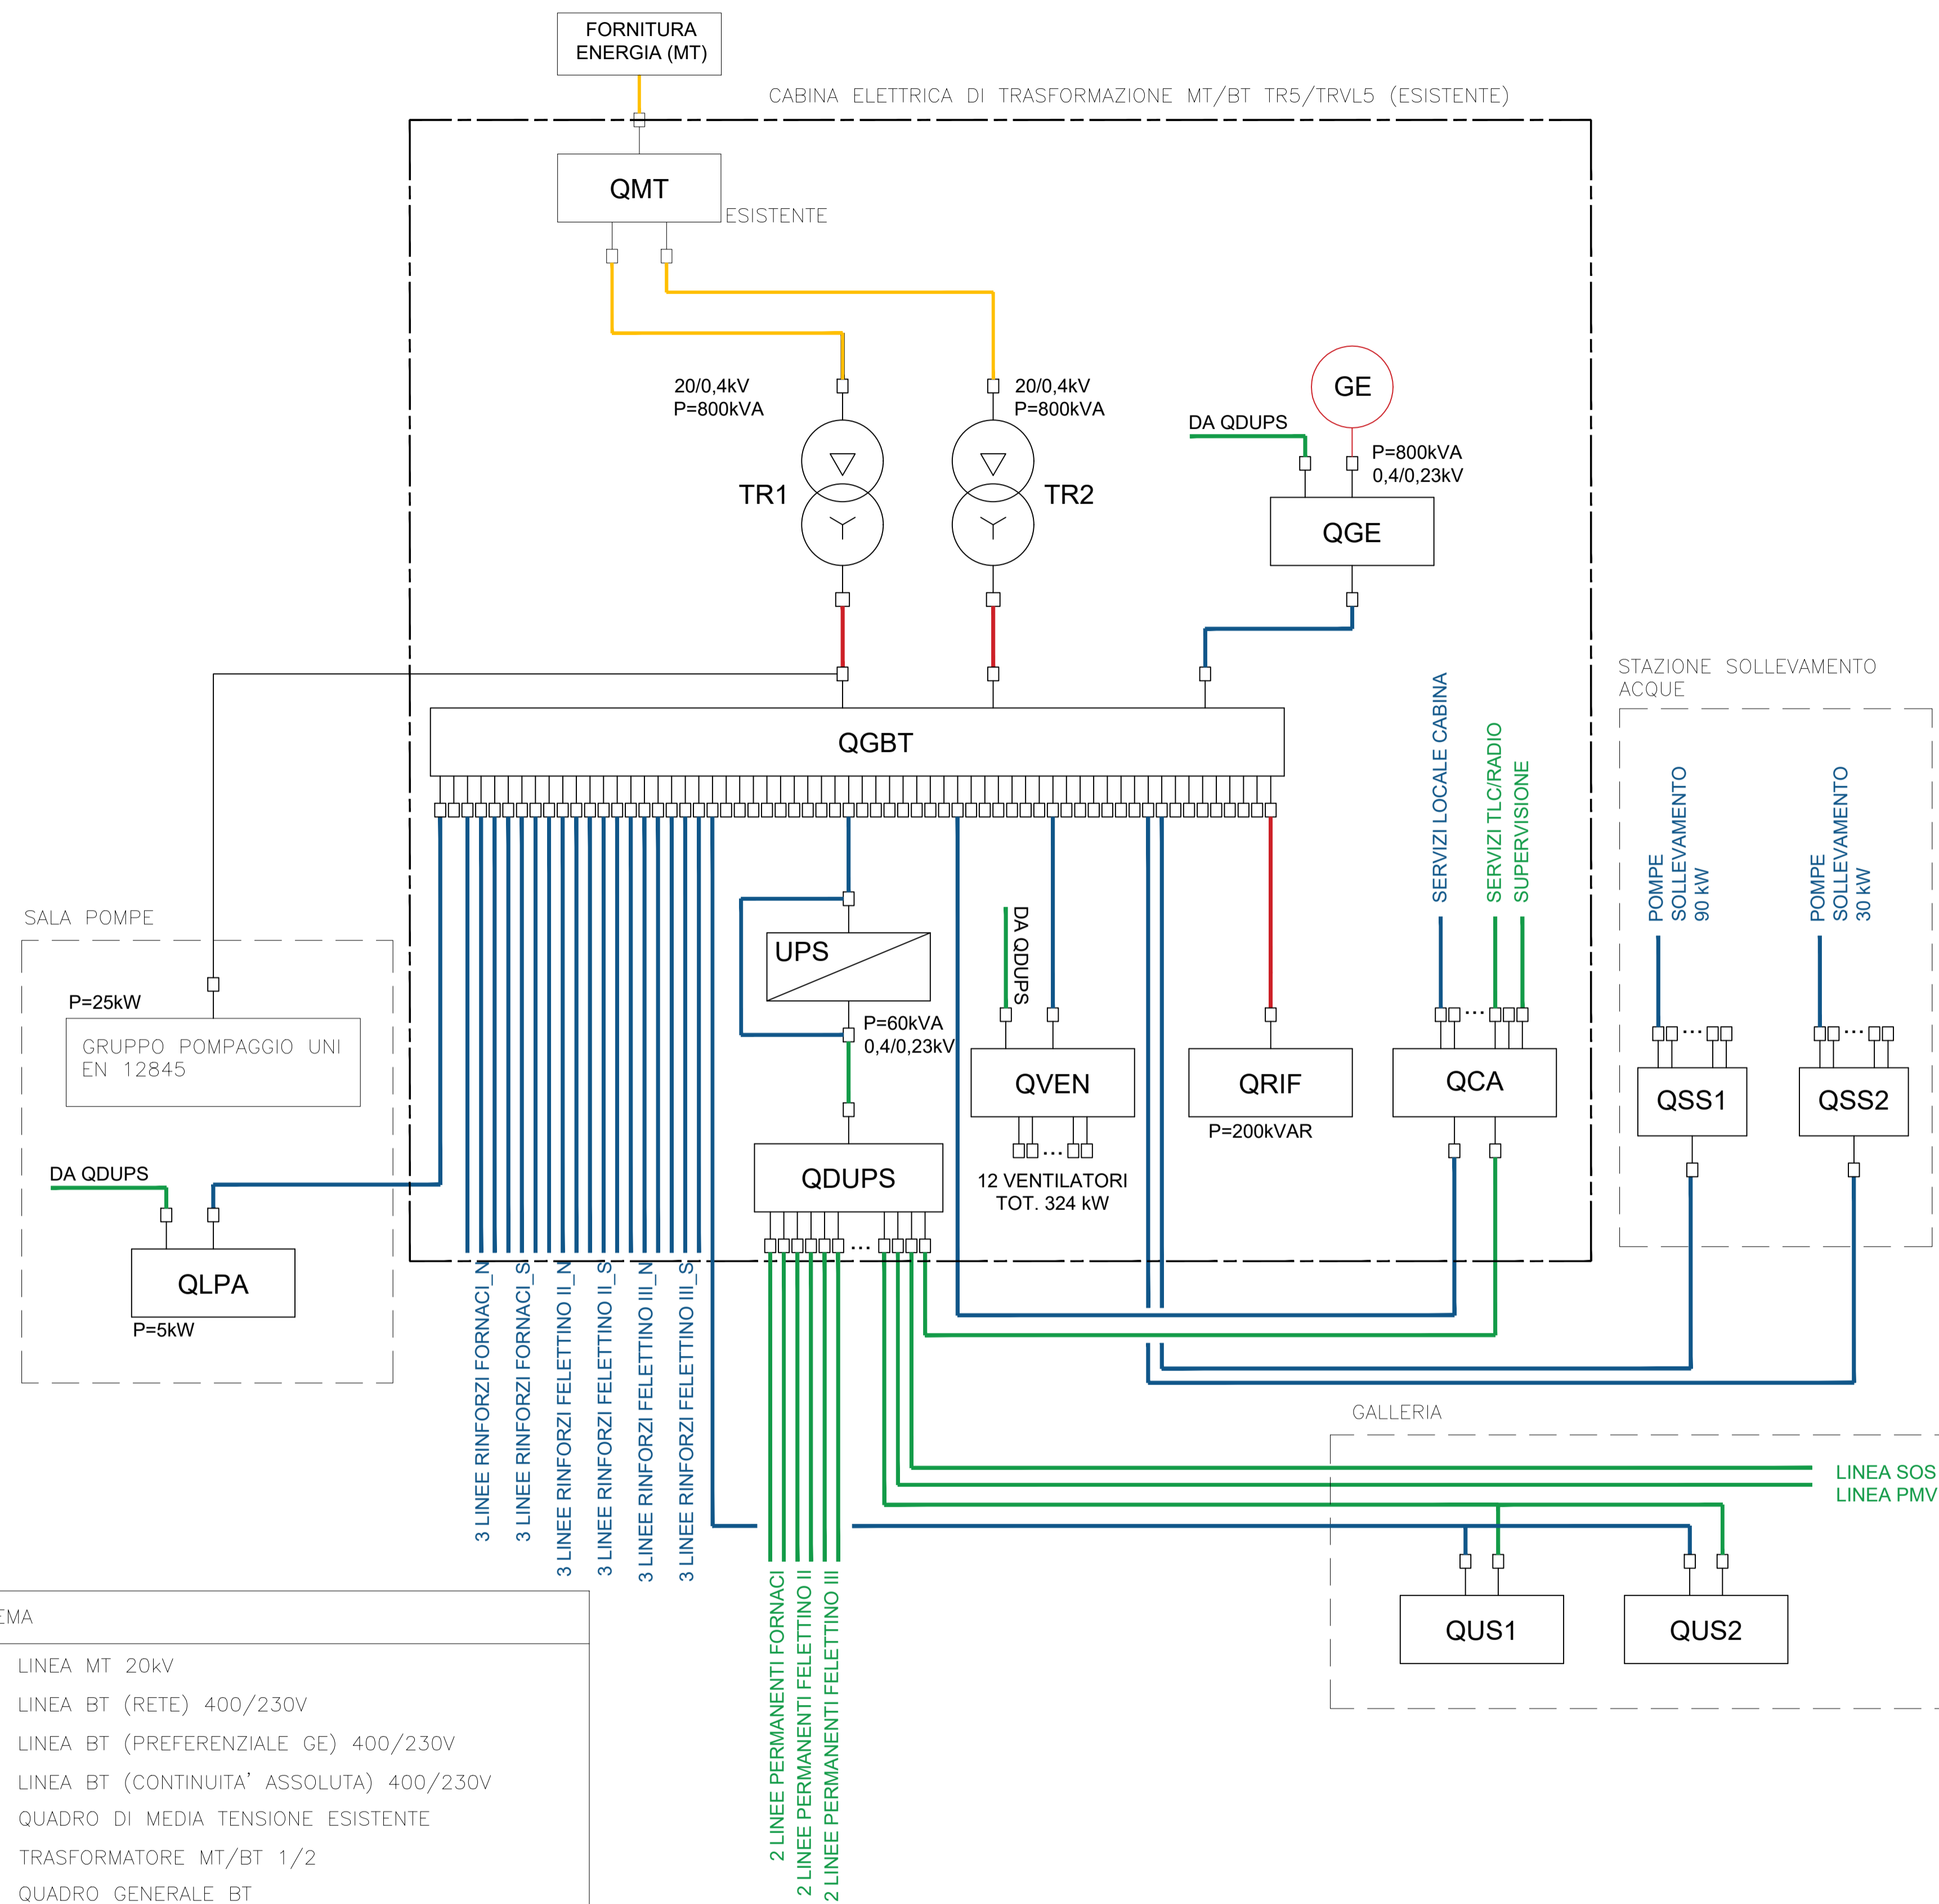 FORNITURA
ENERGIA (MT)
CABINA ELETTRICA DI TRASFORMAZIONE MT/BT TR5/TRVL5 (ESISTENTE)
QMT
ESISTENTE
20/0,4kV
P=800kVA
20/0,4kV
P=800kVA
GE
DA QDUPS
P=800kVA
0,4/0,23kV
TR1
TR2
QGE
STAZIONE SOLLEVAMENTO
ACQUE
QGBT
SERVIZI LOCALE CABINA
SERVIZI TLC/RADIO
SUPERVISIONE
POMPE
SOLLEVAMENTO
90 kW
POMPE
SOLLEVAMENTO
30 kW
SALA POMPE
UPS
DA QDUPS
P=25kW
GRUPPO POMPAGGIO UNI
EN 12845
P=60kVA
0,4/0,23kV
...
...
...
QVEN
QRIF
QCA
QSS1
QSS2
P=200kVAR
...
12 VENTILATORI
TOT. 324 kW
DA QDUPS
QDUPS
...
QLPA
P=5kW
3 LINEE RINFORZI FORNACI_N
3 LINEE RINFORZI FORNACI_S
3 LINEE RINFORZI FELETTINO II_N
3 LINEE RINFORZI FELETTINO II_S
3 LINEE RINFORZI FELETTINO III_N
3 LINEE RINFORZI FELETTINO III_S
GALLERIA
LINEA SOS
LINEA PMV
2 LINEE PERMANENTI FORNACI
2 LINEE PERMANENTI FELETTINO II
2 LINEE PERMANENTI FELETTINO III
QUS1
QUS2
EMA
LINEA MT 20kV
LINEA BT (RETE) 400/230V
LINEA BT (PREFERENZIALE GE) 400/230V
LINEA BT (CONTINUITA' ASSOLUTA) 400/230V
QUADRO DI MEDIA TENSIONE ESISTENTE
TRASFORMATORE MT/BT 1/2
QUADRO GENERALE BT